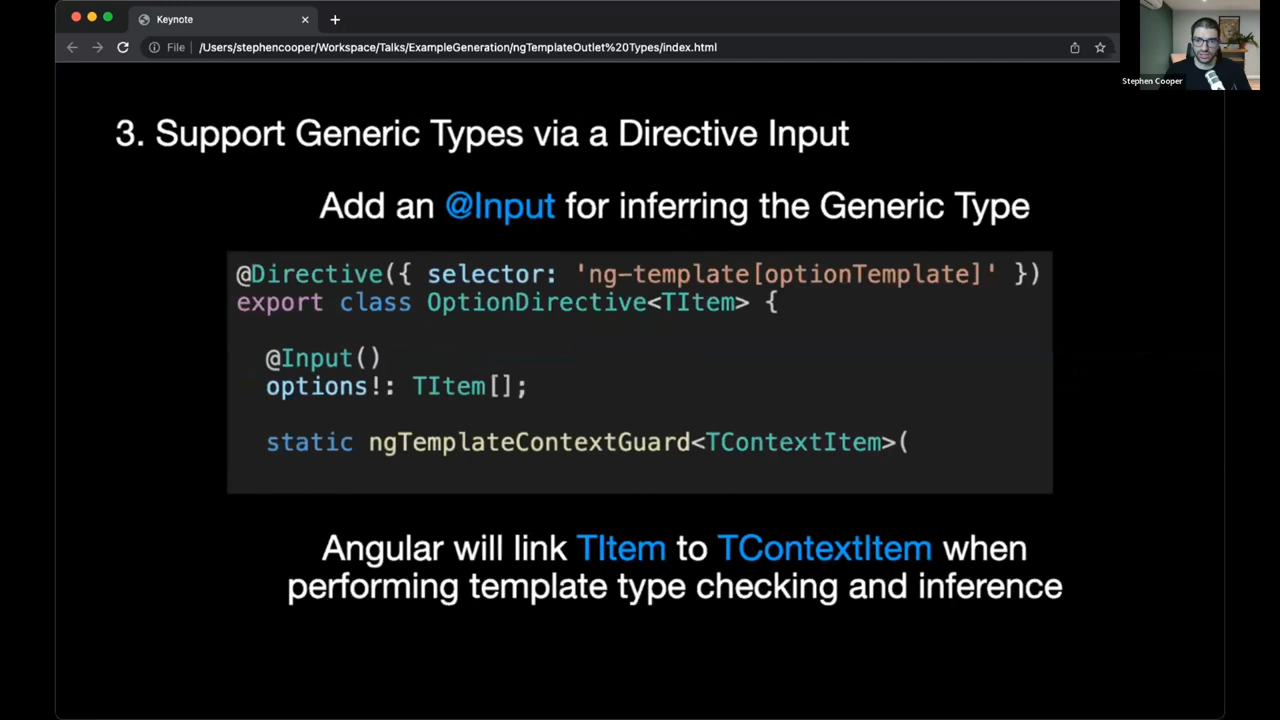 Keynote
File
/Users/stephencooper/Workspace/Talks/ExampleGeneration/ngTemplateOutlet%20Types/index.html
Stephen Cooper
3. Support Generic Types via a Directive Input
Add an @Input for inferring the Generic Type
@Directive({ selector: 'ng-template[optionTemplate]' })
export class OptionDirective<TItem> {
@Input()
options!: TItem[];
static ngTemplateContextGuard<TContextItem>(
Angular will link TItem to TContextItem when
performing template type checking and inference